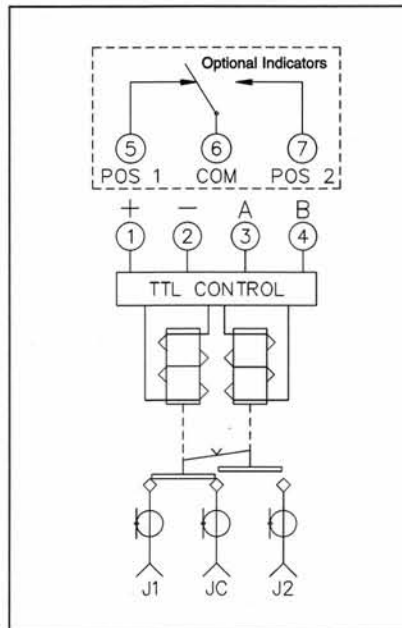 Optional Indicators
5 6 7
POS 1 COM POS 2
+ – A B
1 2 3 4
TTL CONTROL
J1 JC J2